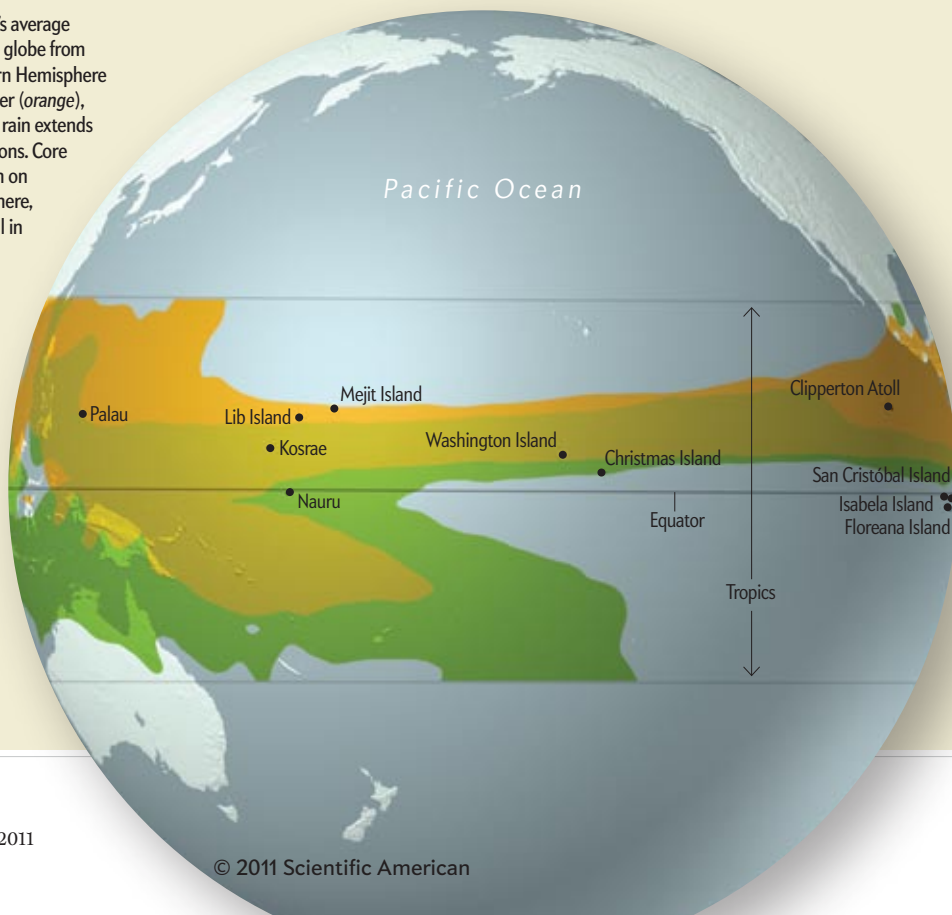 ’s average
globe from
rn Hemisphere
er (orange),
rain extends
ons. Core
n on
here,
l in
Pacific Ocean
Mejit Island
Clipperton Atoll
Palau
Lib Island
Washington Island
Kosrae
Christmas Island
San Cristóbal Island
Nauru
Isabela Island
Equator
Floreana Island
Tropics
2011
© 2011 Scientific American